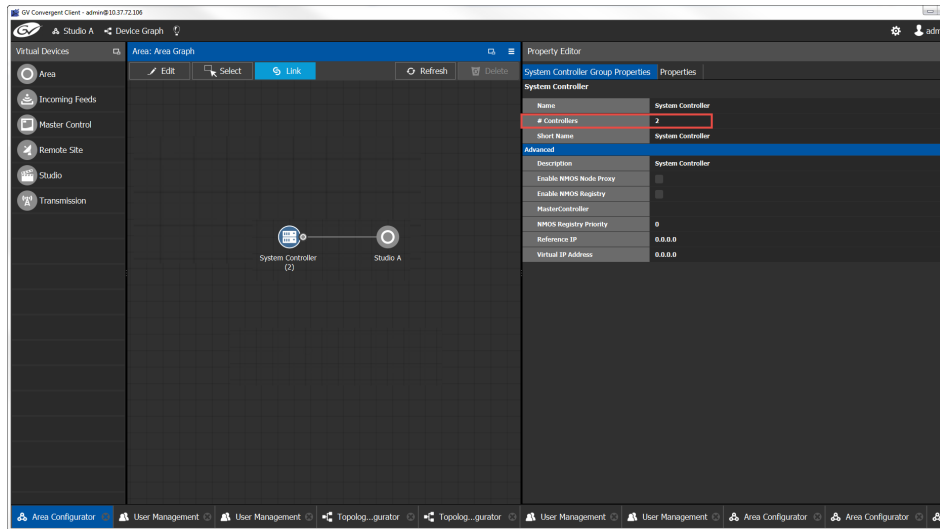 GV Convergent Client - admin@10.37.72.106
GV Studio A Device Graph
Virtual Devices
Area
Incoming Feeds
Master Control
Remote Site
Studio
Transmission
Area: Area Graph
Edit Select Link Refresh Delete
System Controller
(2)
Studio A
Property Editor
System Controller Group Properties Properties
System Controller
Name System Controller
# Controllers 2
Short Name System Controller
Advanced
Description System Controller
Enable NMOS Node Proxy
Enable NMOS Registry
MasterController
NMOS Registry Priority 0
Reference IP 0.0.0.0
Virtual IP Address 0.0.0.0
Area Configurator User Management User Management Topolog...gurator Topolog...gurator User Management User Management Area Configurator Area Configurator